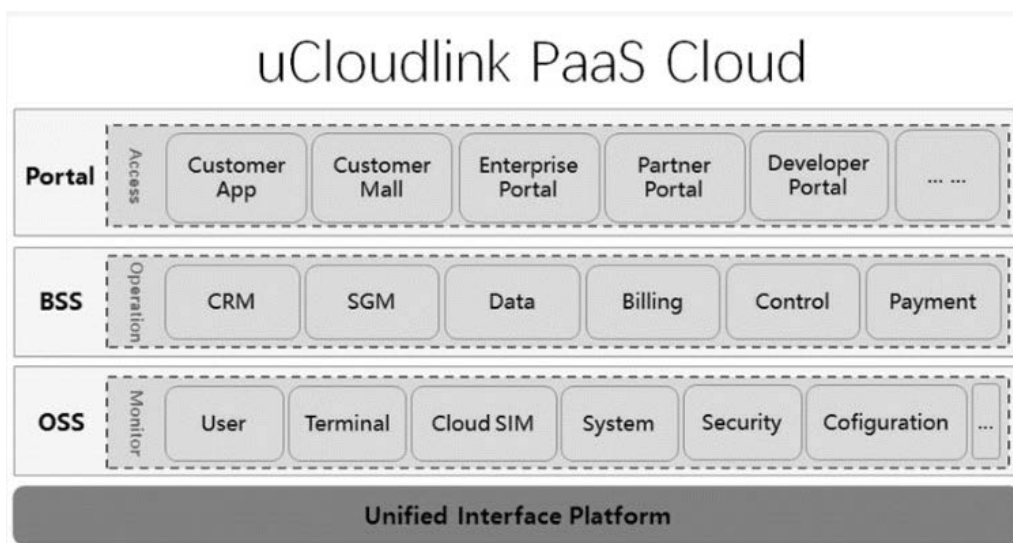 uCloudlink PaaS Cloud
Portal
Access
Customer
App
Customer
Mall
Enterprise
Portal
Partner
Portal
Developer
Portal
... ...
BSS
Operation
CRM
SGM
Data
Billing
Control
Payment
OSS
Monitor
User
Terminal
Cloud SIM
System
Security
Cofiguration
...
Unified Interface Platform